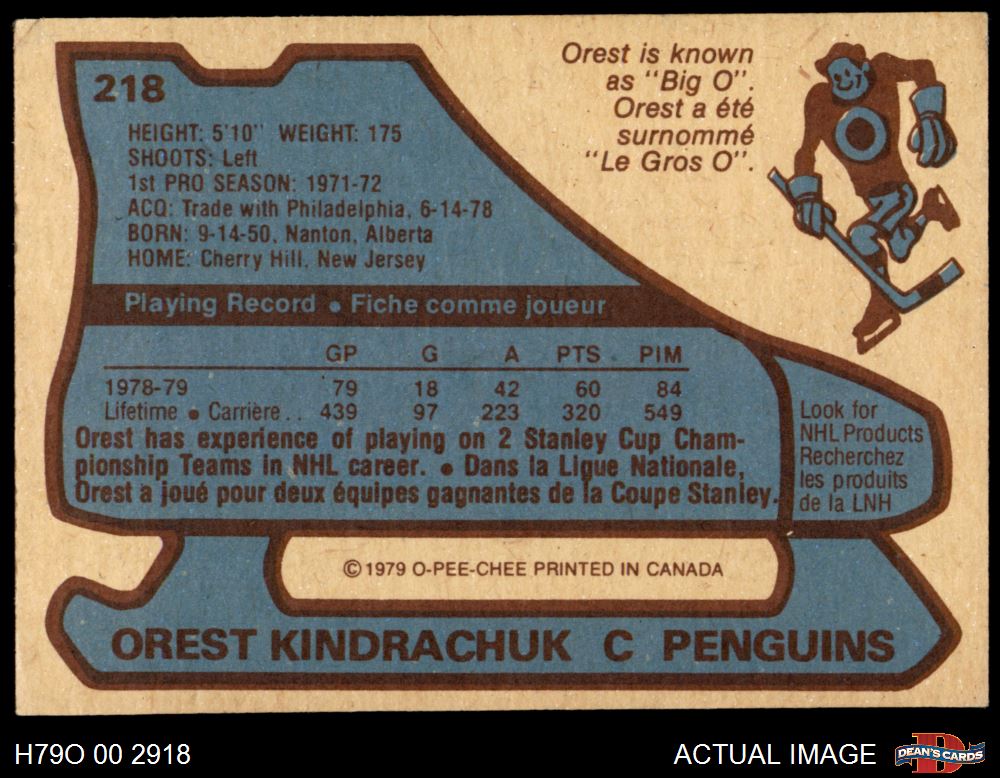 218
HEIGHT: 5'10" WEIGHT: 175
SHOOTS: Left
1st PRO SEASON: 1971-72
ACQ: Trade with Philadelphia, 6-14-78
BORN: 9-14-50, Nanton, Alberta
HOME: Cherry Hill, New Jersey
Orest is known
as "Big O".
Orest a été
surnommé
"Le Gros O".
Playing Record • Fiche comme joueur
GP G A PTS PIM
1978-79 79 18 42 60 84
Lifetime • Carrière . . 439 97 223 320 549
Orest has experience of playing on 2 Stanley Cup Cham-
pionship Teams in NHL career. • Dans la Ligue Nationale,
Orest a joué pour deux équipes gagnantes de la Coupe Stanley.
Look for
NHL Products
Recherchez
les produits
de la LNH
© 1979 O-PEE-CHEE PRINTED IN CANADA
OREST KINDRACHUK C PENGUINS
H79O 00 2918
ACTUAL IMAGE
DEAN'S CARDS